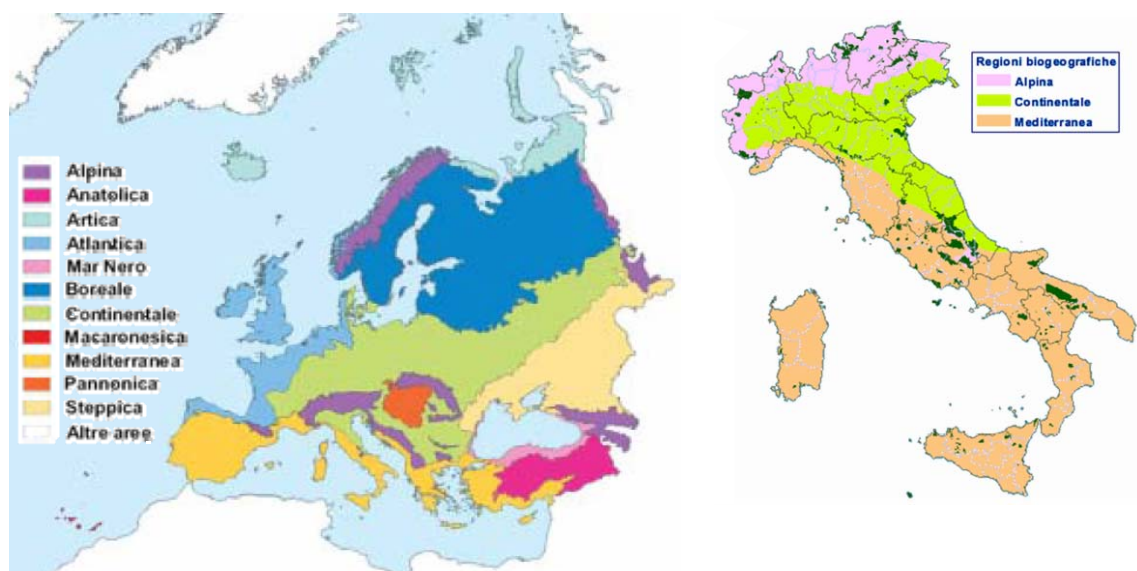 Alpina
Anatolica
Artica
Atlantica
Mar Nero
Boreale
Continentale
Macaronesica
Mediterranea
Pannonica
Steppica
Altre aree
Regioni biogeografiche
Alpina
Continentale
Mediterranea